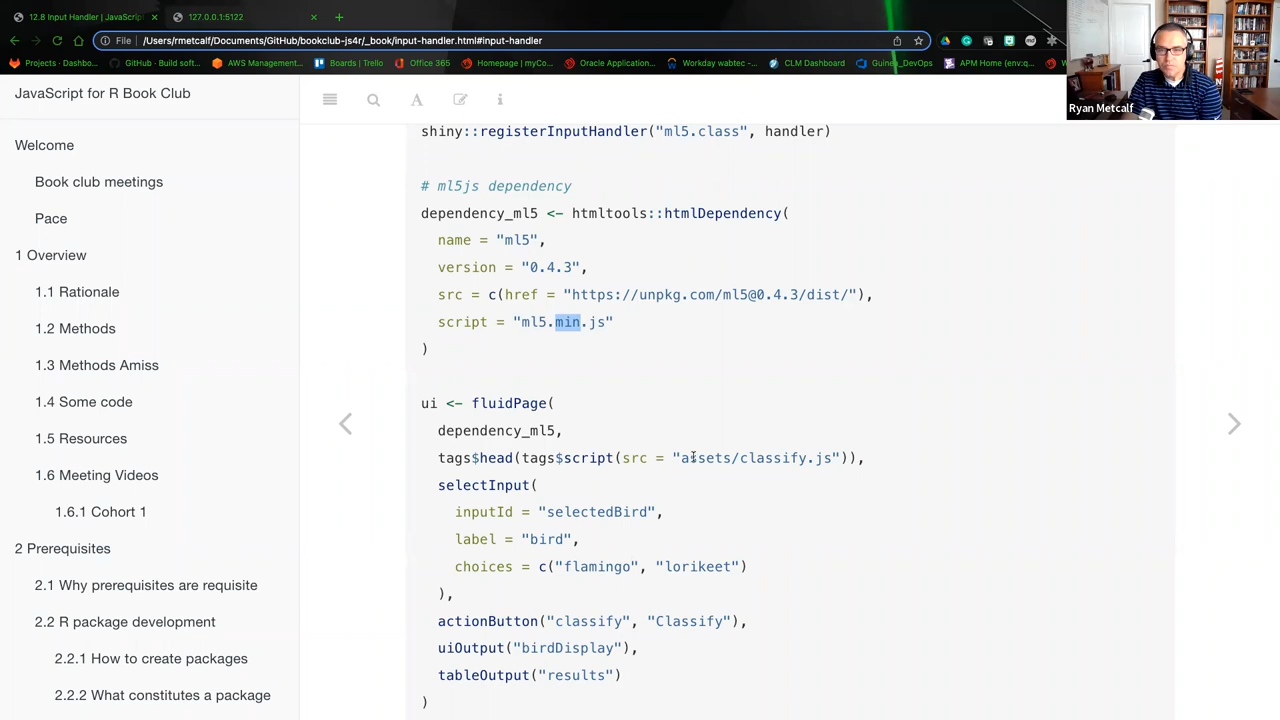 12.8 Input Handler | JavaScrip
127.0.0.1:5122
File /Users/rmetcalf/Documents/GitHub/bookclub-js4r/_book/input-handler.html#input-handler
Projects - Dashbo... GitHub - Build soft... AWS Management... Boards | Trello Office 365 Homepage | myCo... Oracle Application... Workday wabtec -... CLM Dashboard Guinea_DevOps APM Home (env:q...
Ryan Metcalf
JavaScript for R Book Club
Welcome
Book club meetings
Pace
1 Overview
1.1 Rationale
1.2 Methods
1.3 Methods Amiss
1.4 Some code
1.5 Resources
1.6 Meeting Videos
1.6.1 Cohort 1
2 Prerequisites
2.1 Why prerequisites are requisite
2.2 R package development
2.2.1 How to create packages
2.2.2 What constitutes a package
shiny::registerInputHandler("ml5.class", handler)
# ml5js dependency
dependency_ml5 <- htmltools::htmlDependency(
name = "ml5",
version = "0.4.3",
src = c(href = "https://unpkg.com/ml5@0.4.3/dist/"),
script = "ml5.min.js"
)
ui <- fluidPage(
dependency_ml5,
tags$head(tags$script(src = "assets/classify.js")),
selectInput(
inputId = "selectedBird",
label = "bird",
choices = c("flamingo", "lorikeet")
),
actionButton("classify", "Classify"),
uiOutput("birdDisplay"),
tableOutput("results")
)